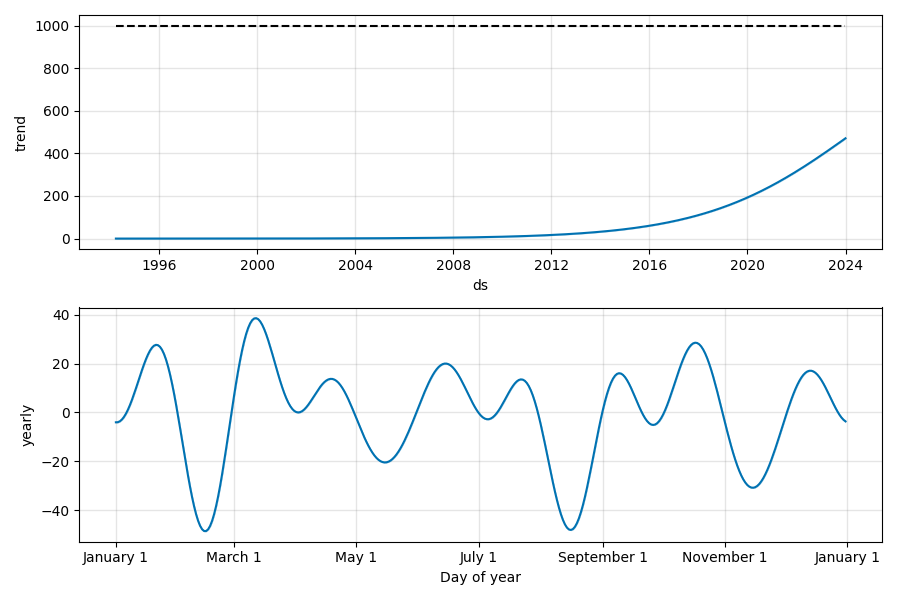 1000
800
600
400
200
0
trend
1996 2000 2004 2008 2012 2016 2020 2024
ds
40
20
0
−20
−40
yearly
January 1 March 1 May 1 July 1 September 1 November 1 January 1
Day of year